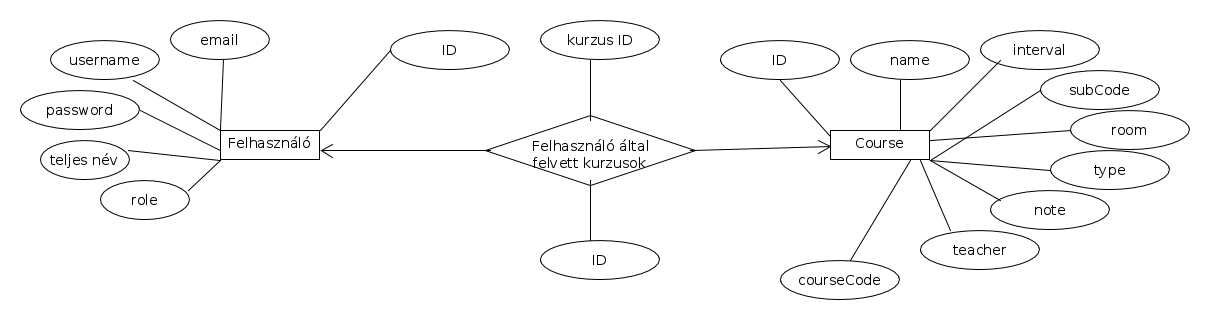 email
username
password
teljes név
role
Felhasználó
ID
kurzus ID
Felhasználó által
felvett kurzusok
ID
ID
name
interval
subCode
room
type
note
teacher
courseCode
Course